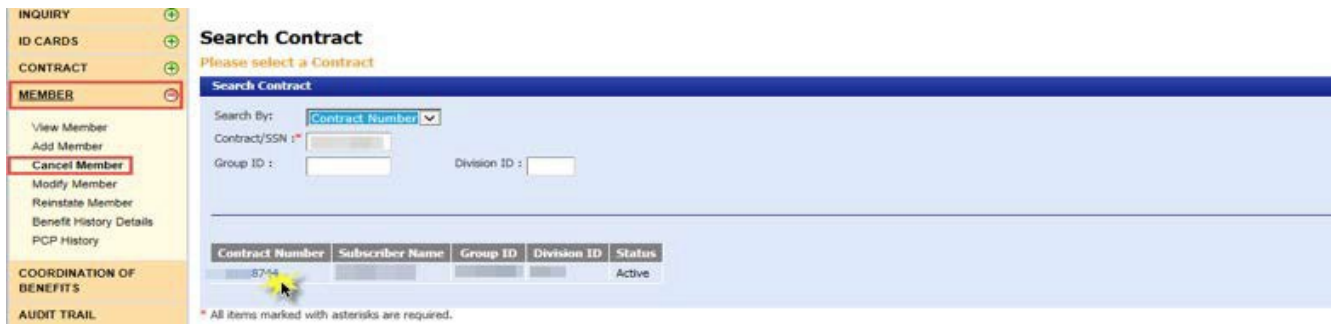 INQUIRY
ID CARDS
CONTRACT
MEMBER
View Member
Add Member
Cancel Member
Modify Member
Reinstate Member
Benefit History Details
PCP History
COORDINATION OF
BENEFITS
AUDIT TRAIL
Search Contract
Please select a Contract
Search Contract
Search By: Contract Number
Contract/SSN :*
Group ID : Division ID :
Contract Number Subscriber Name Group ID Division ID Status
8744 Active
* All items marked with asterisks are required.